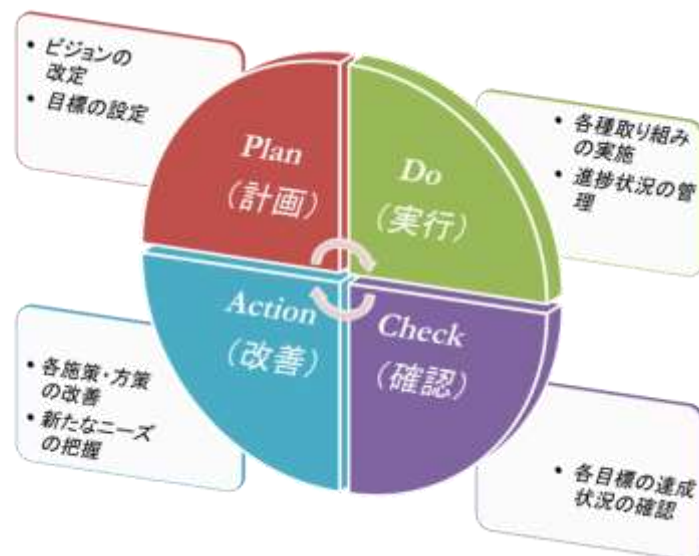 • ビジョンの
改定
• 目標の設定
Plan
(計画)
Do
(実行)
• 各種取り組み
の実施
• 進捗状況の管
理
Action
(改善)
Check
(確認)
• 各施策・方策
の改善
• 新たなニーズ
の把握
• 各目標の達成
状況の確認